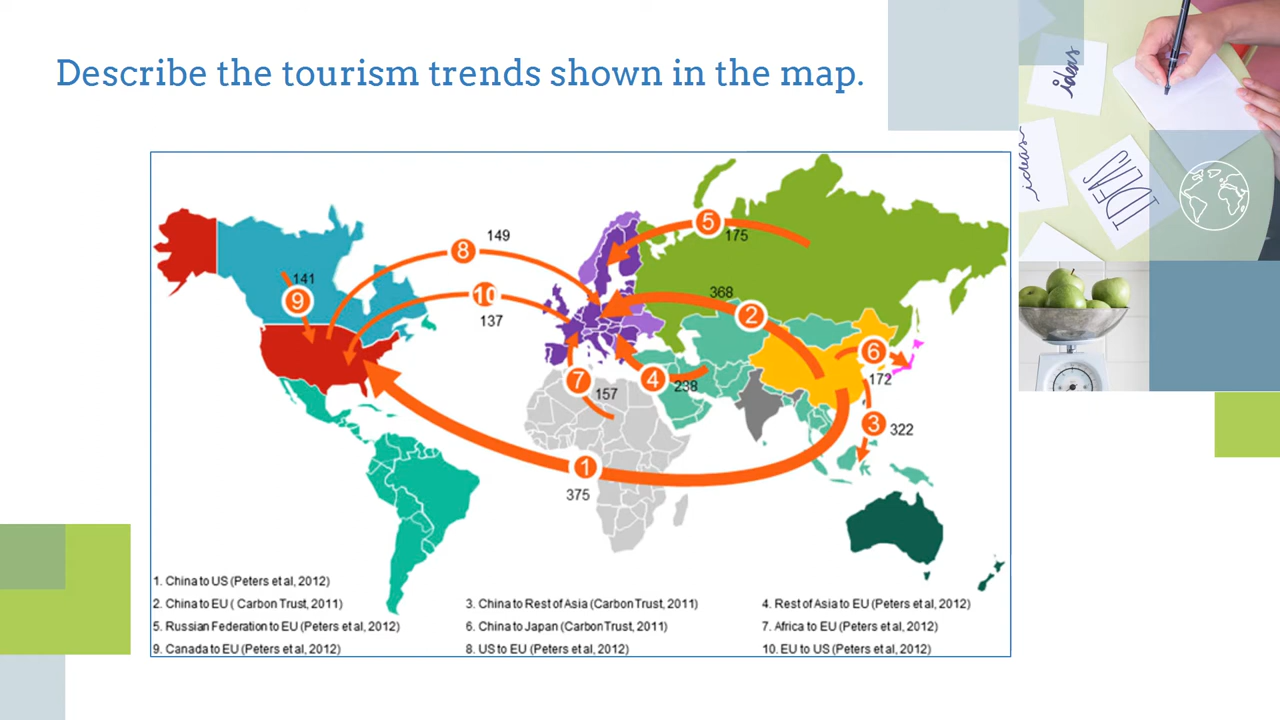 Describe the tourism trends shown in the map.
ideas
ideas
IDEAS
5
175
8
149
141
9
10
137
368
2
6
172
7
157
4
238
3
322
1
375
1. China to US (Peters et al, 2012)
2. China to EU ( Carbon Trust, 2011)
3. China to Rest of Asia (Carbon Trust, 2011)
4. Rest of Asia to EU (Peters et al, 2012)
5. Russian Federation to EU (Peters et al, 2012)
6. China to Japan (Carbon Trust, 2011)
7. Africa to EU (Peters et al, 2012)
9. Canada to EU (Peters et al, 2012)
8. US to EU (Peters et al, 2012)
10. EU to US (Peters et al, 2012)